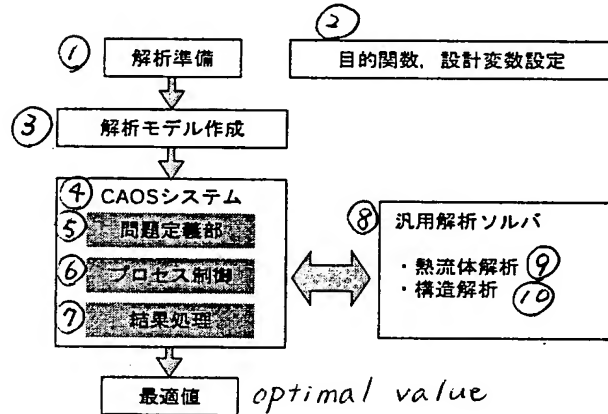 ① 解析準備
② 目的関数，設計変数設定
③ 解析モデル作成
④ CAOSシステム
⑤ 問題定義部
⑥ プロセス制御
⑦ 結果処理
⑧ 汎用解析ソルバ
・熱流体解析 ⑨
・構造解析 ⑩
最適値 optimal value